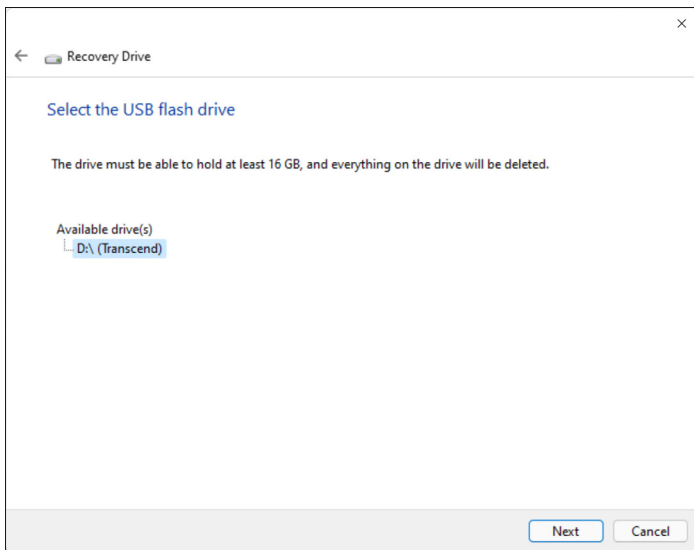 Recovery Drive
Select the USB flash drive
The drive must be able to hold at least 16 GB, and everything on the drive will be deleted.
Available drive(s)
D:\ (Transcend)
Next Cancel